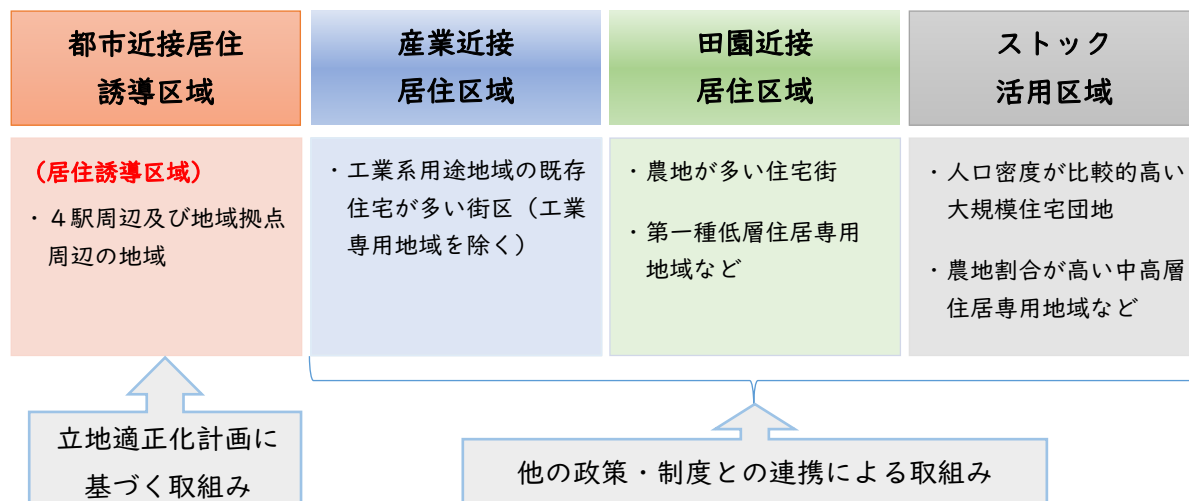 都市近接居住
誘導区域
産業近接
居住区域
田園近接
居住区域
ストック
活用区域
(居住誘導区域)
・４駅周辺及び地域拠点
周辺の地域
・工業系用途地域の既存
住宅が多い街区（工業
専用地域を除く）
・農地が多い住宅街
・第一種低層住居専用
地域など
・人口密度が比較的高い
大規模住宅団地
・農地割合が高い中高層
住居専用地域など
立地適正化計画に
基づく取組み
他の政策・制度との連携による取組み